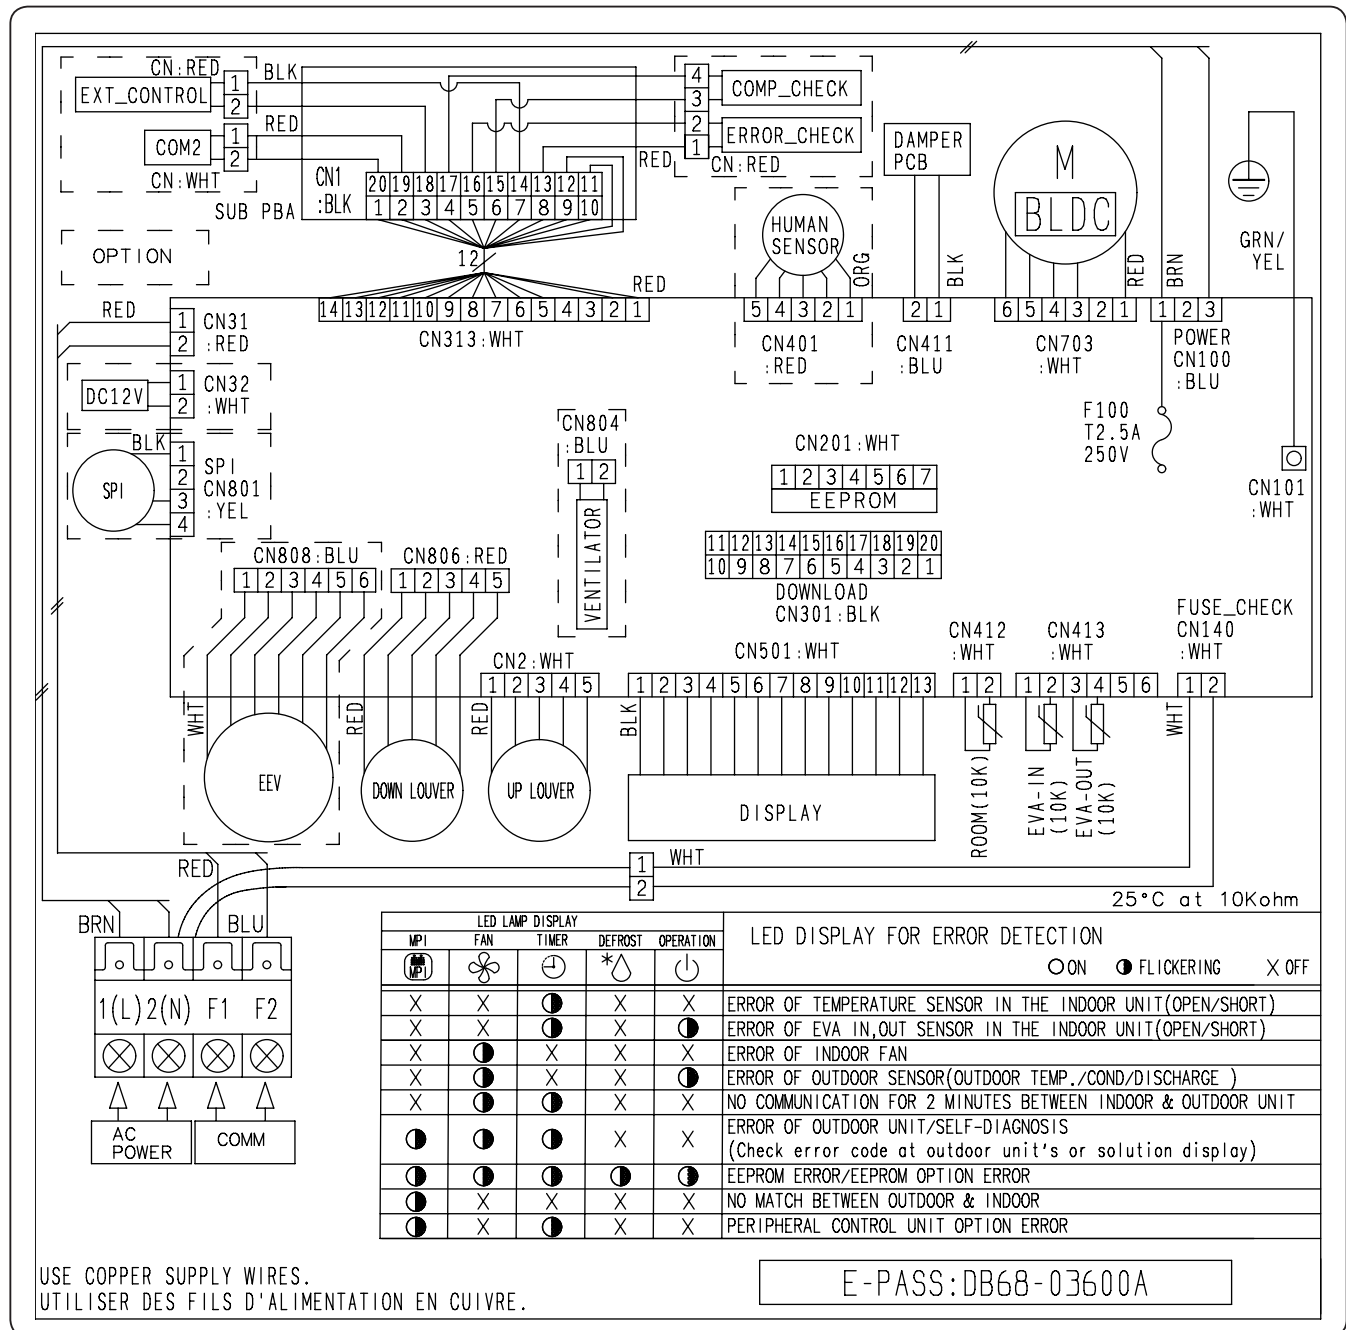 CN:RED
EXT_CONTROL
1
2
BLK
COM2
1
2
RED
CN:WHT
SUB PBA
CN1
:BLK
20 19 18 17 16 15 14 13 12 11
1 2 3 4 5 6 7 8 9 10
12
4
3
2
1
COMP_CHECK
ERROR_CHECK
RED
CN:RED
HUMAN
SENSOR
ORG
DAMPER
PCB
BLK
M
BLDC
RED
BRN
GRN/
YEL
OPTION
RED
14 13 12 11 10 9 8 7 6 5 4 3 2 1
CN313:WHT
5 4 3 2 1
CN401
:RED
2 1
CN411
:BLU
6 5 4 3 2 1
CN703
:WHT
1 2 3
POWER
CN100
:BLU
RED
1
2
CN31
:RED
DC12V
1
2
CN32
:WHT
BLK
SPI
1
2
3
4
SPI
CN801
:YEL
F100
T2.5A
250V
CN101
:WHT
CN804
:BLU
1 2
VENTILATOR
CN201:WHT
1 2 3 4 5 6 7
EEPROM
11 12 13 14 15 16 17 18 19 20
10 9 8 7 6 5 4 3 2 1
DOWNLOAD
CN301:BLK
CN808:BLU
1 2 3 4 5 6
CN806:RED
1 2 3 4 5
CN2:WHT
1 2 3 4 5
CN501:WHT
1 2 3 4 5 6 7 8 9 10 11 12 13
CN412
:WHT
1 2
CN413
:WHT
1 2 3 4 5 6
FUSE_CHECK
CN140
:WHT
1 2
WHT
EEV
RED
DOWN LOUVER
RED
UP LOUVER
BLK
DISPLAY
ROOM(10K)
EVA-IN
(10K)
EVA-OUT
(10K)
WHT
RED
1
2
WHT
25°C at 10Kohm
BRN
BLU
1(L) 2(N) F1 F2
AC
POWER
COMM
LED LAMP DISPLAY
MPI FAN TIMER DEFROST OPERATION
MPI
LED DISPLAY FOR ERROR DETECTION
○ON ◑FLICKERING X OFF
X X ◑ X X ERROR OF TEMPERATURE SENSOR IN THE INDOOR UNIT(OPEN/SHORT)
X X ◑ X ◑ ERROR OF EVA IN,OUT SENSOR IN THE INDOOR UNIT(OPEN/SHORT)
X ◑ X X X ERROR OF INDOOR FAN
X ◑ X X ◑ ERROR OF OUTDOOR SENSOR(OUTDOOR TEMP./COND/DISCHARGE )
X ◑ ◑ X X NO COMMUNICATION FOR 2 MINUTES BETWEEN INDOOR & OUTDOOR UNIT
◑ ◑ ◑ X X ERROR OF OUTDOOR UNIT/SELF-DIAGNOSIS
(Check error code at outdoor unit's or solution display)
◑ ◑ ◑ ◑ ◑ EEPROM ERROR/EEPROM OPTION ERROR
◑ X X X X NO MATCH BETWEEN OUTDOOR & INDOOR
◑ X ◑ X X PERIPHERAL CONTROL UNIT OPTION ERROR
USE COPPER SUPPLY WIRES.
UTILISER DES FILS D'ALIMENTATION EN CUIVRE.
E-PASS:DB68-03600A